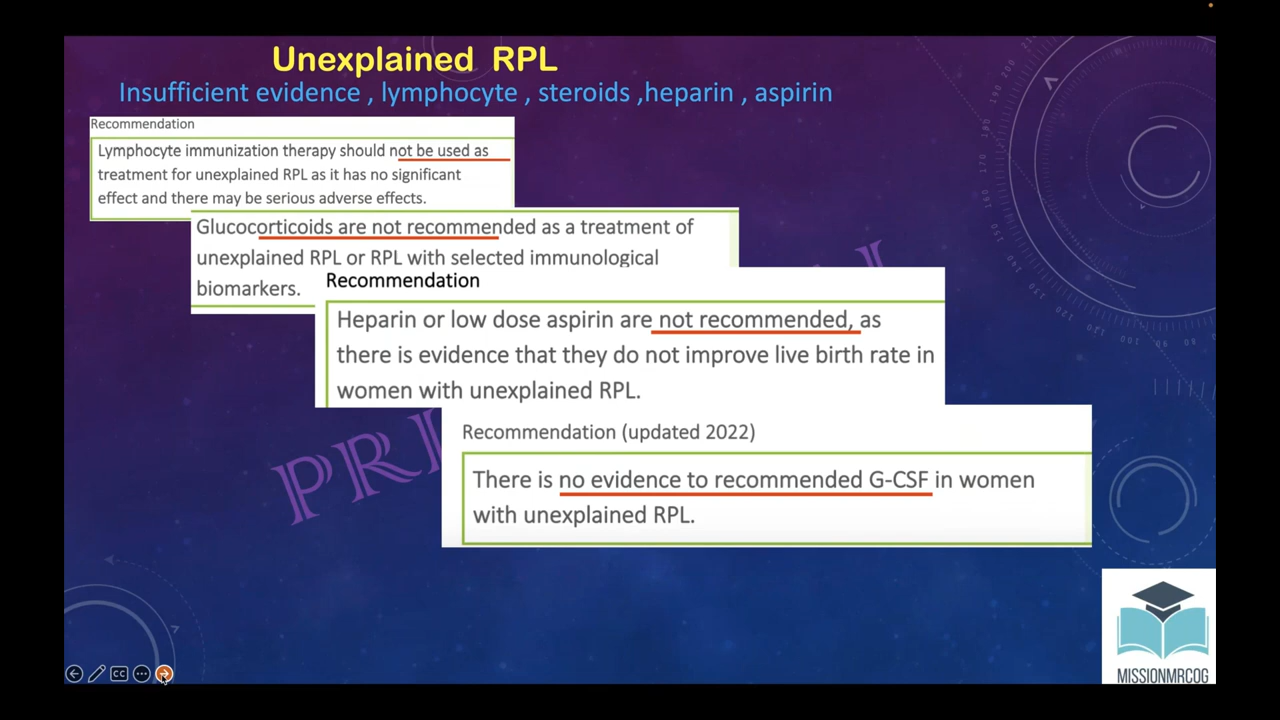 Unexplained RPL
Insufficient evidence , lymphocyte , steroids ,heparin , aspirin
Recommendation
Lymphocyte immunization therapy should not be used as
treatment for unexplained RPL as it has no significant
effect and there may be serious adverse effects.
Glucocorticoids are not recommended as a treatment of
unexplained RPL or RPL with selected immunological
biomarkers.
Recommendation
Heparin or low dose aspirin are not recommended, as
there is evidence that they do not improve live birth rate in
women with unexplained RPL.
Recommendation (updated 2022)
There is no evidence to recommended G-CSF in women
with unexplained RPL.
PRI
CC
MISSIONMRCOG